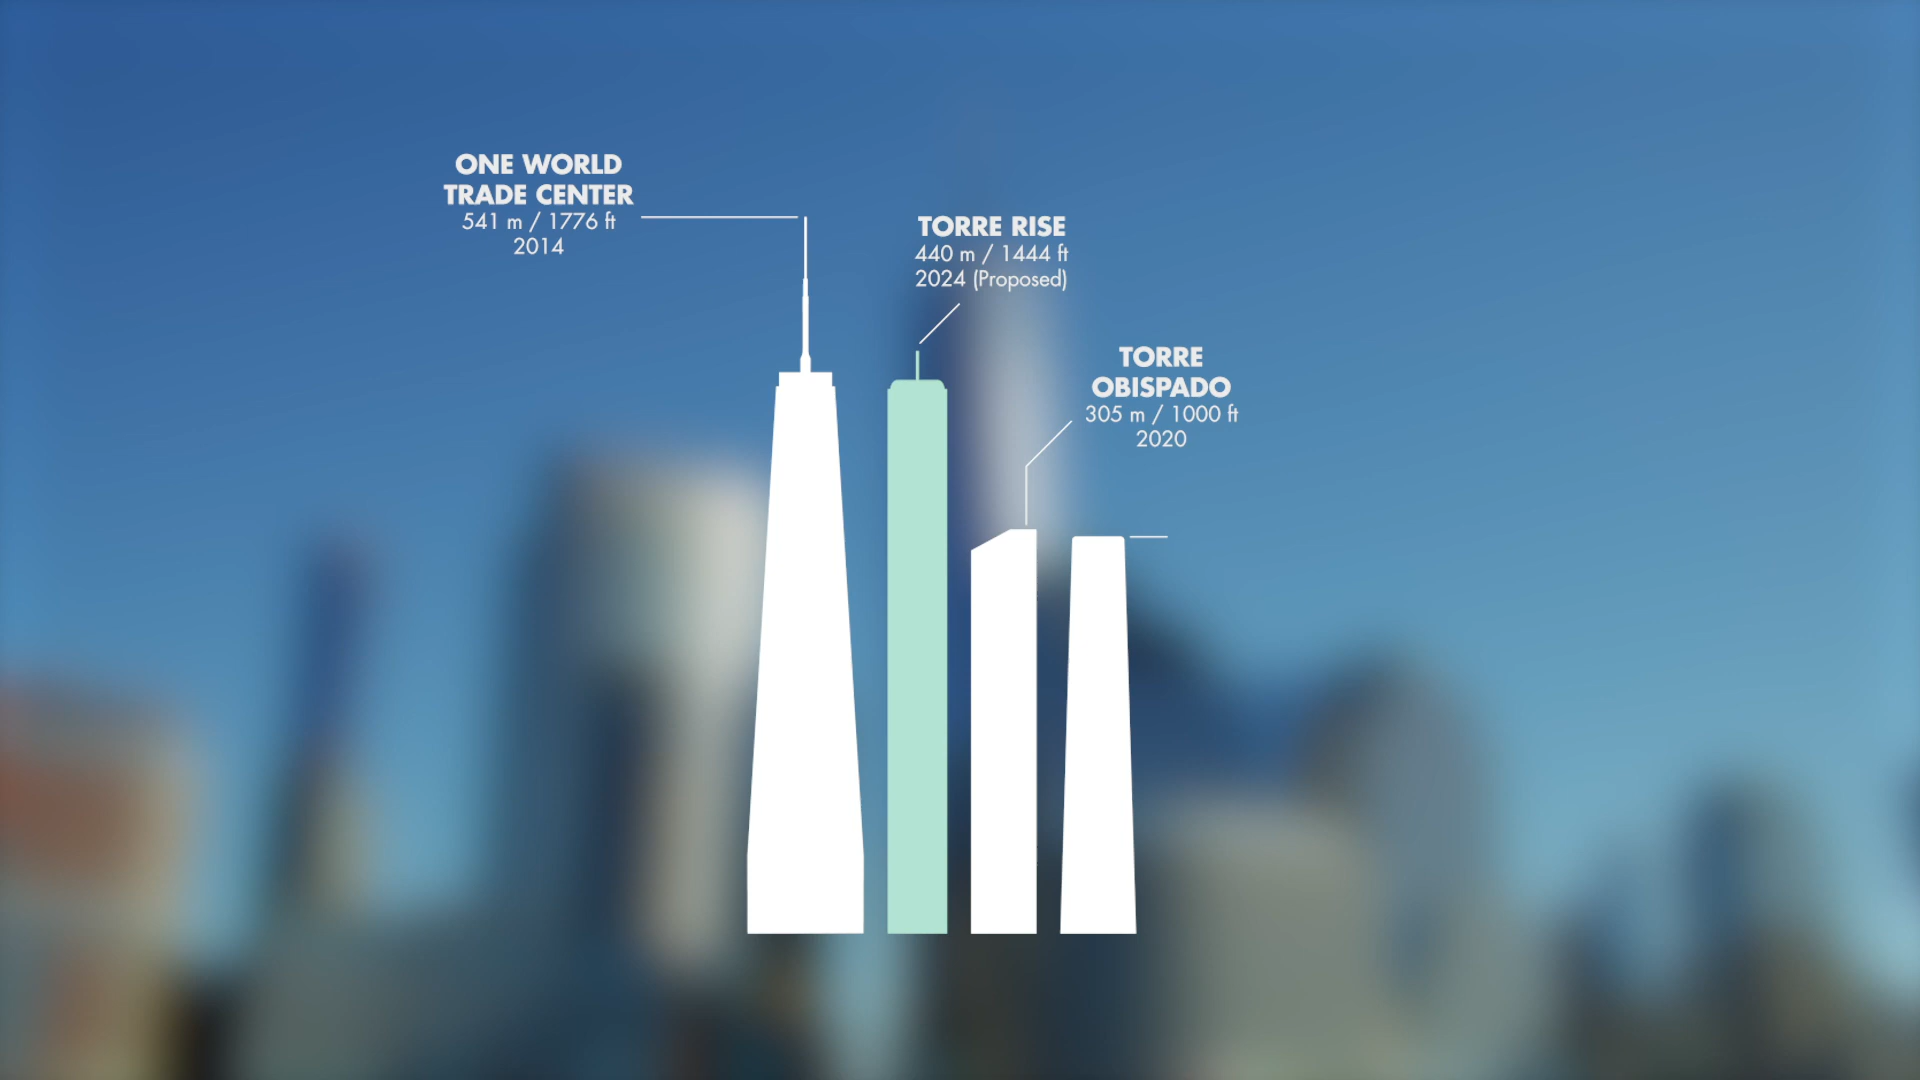 ONE WORLD
TRADE CENTER
541 m / 1776 ft
2014
TORRE RISE
440 m / 1444 ft
2024 (Proposed)
TORRE
OBISPADO
305 m / 1000 ft
2020